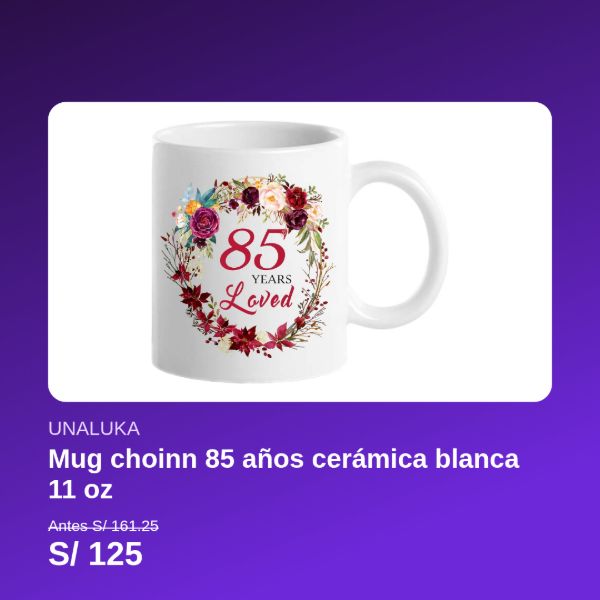 85
YEARS
Loved
UNALUKA
Mug choinn 85 años cerámica blanca
11 oz
Antes S/ 161.25
S/ 125